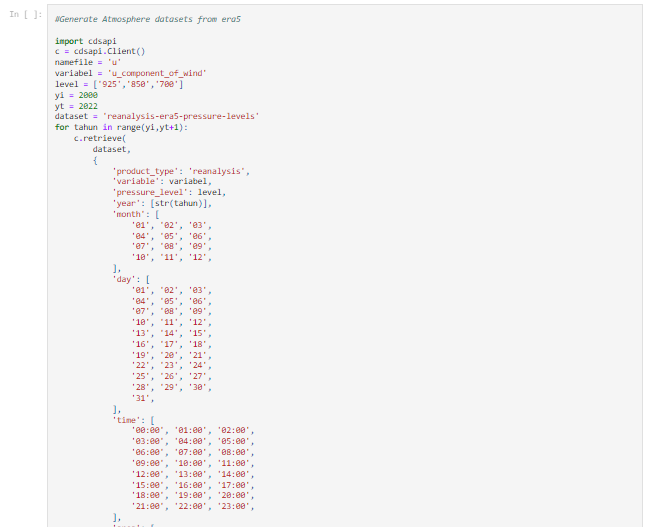 In [ ]:
#Generate Atmosphere datasets from era5
import cdsapi
c = cdsapi.Client()
namefile = 'u'
variabel = 'u_component_of_wind'
level = ['925','850','700']
yi = 2000
yt = 2022
dataset = 'reanalysis-era5-pressure-levels'
for tahun in range(yi,yt+1):
    c.retrieve(
        dataset,
        {
            'product_type': 'reanalysis',
            'variable': variabel,
            'pressure_level': level,
            'year': [str(tahun)],
            'month': [
                '01', '02', '03',
                '04', '05', '06',
                '07', '08', '09',
                '10', '11', '12',
            ],
            'day': [
                '01', '02', '03',
                '04', '05', '06',
                '07', '08', '09',
                '10', '11', '12',
                '13', '14', '15',
                '16', '17', '18',
                '19', '20', '21',
                '22', '23', '24',
                '25', '26', '27',
                '28', '29', '30',
                '31',
            ],
            'time': [
                '00:00', '01:00', '02:00',
                '03:00', '04:00', '05:00',
                '06:00', '07:00', '08:00',
                '09:00', '10:00', '11:00',
                '12:00', '13:00', '14:00',
                '15:00', '16:00', '17:00',
                '18:00', '19:00', '20:00',
                '21:00', '22:00', '23:00',
            ],